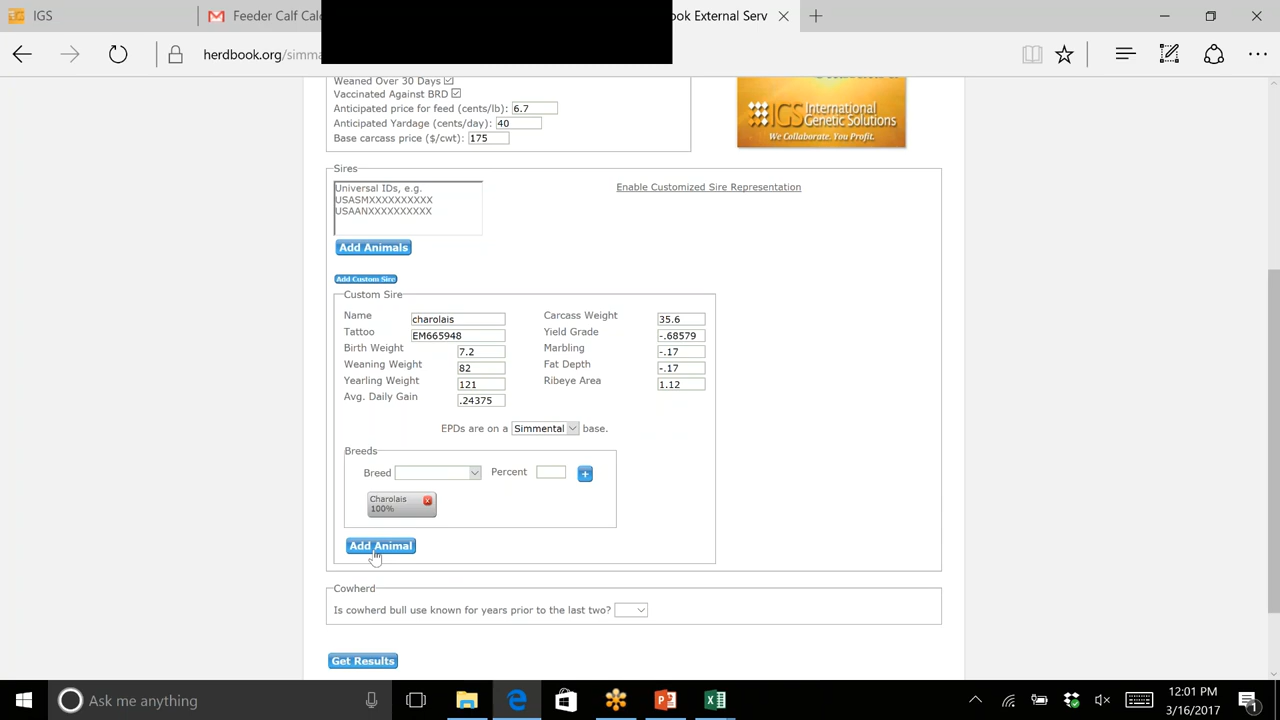 IGS
Feeder Calf Calc
ook External Serv
herdbook.org/simma
Weaned Over 30 Days
Vaccinated Against BRD
Anticipated price for feed (cents/lb): 6.7
Anticipated Yardage (cents/day): 40
Base carcass price ($/cwt): 175
IGS International
Genetic Solutions
We Collaborate. You Profit.
Sires
Universal IDs, e.g.
USASMXXXXXXXXXX
USAANXXXXXXXXXX
Enable Customized Sire Representation
Add Animals
Add Custom Sire
Custom Sire
Name charolais Carcass Weight 35.6
Tattoo EM665948 Yield Grade -.68579
Birth Weight 7.2 Marbling -.17
Weaning Weight 82 Fat Depth -.17
Yearling Weight 121 Ribeye Area 1.12
Avg. Daily Gain .24375
EPDs are on a Simmental base.
Breeds
Breed Percent +
Charolais x
100%
Add Animal
Cowherd
Is cowherd bull use known for years prior to the last two?
Get Results
Ask me anything
12:01 PM
3/16/2017
1